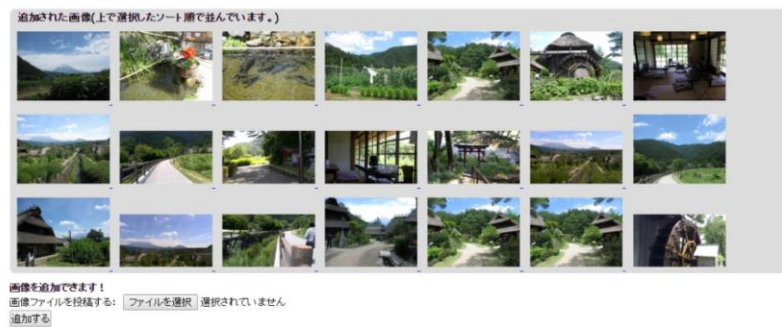 追加された画像(上で選択したソート順で並んでいます。)
画像を追加できます！
画像ファイルを投稿する: ファイルを選択 選択されていません
追加する